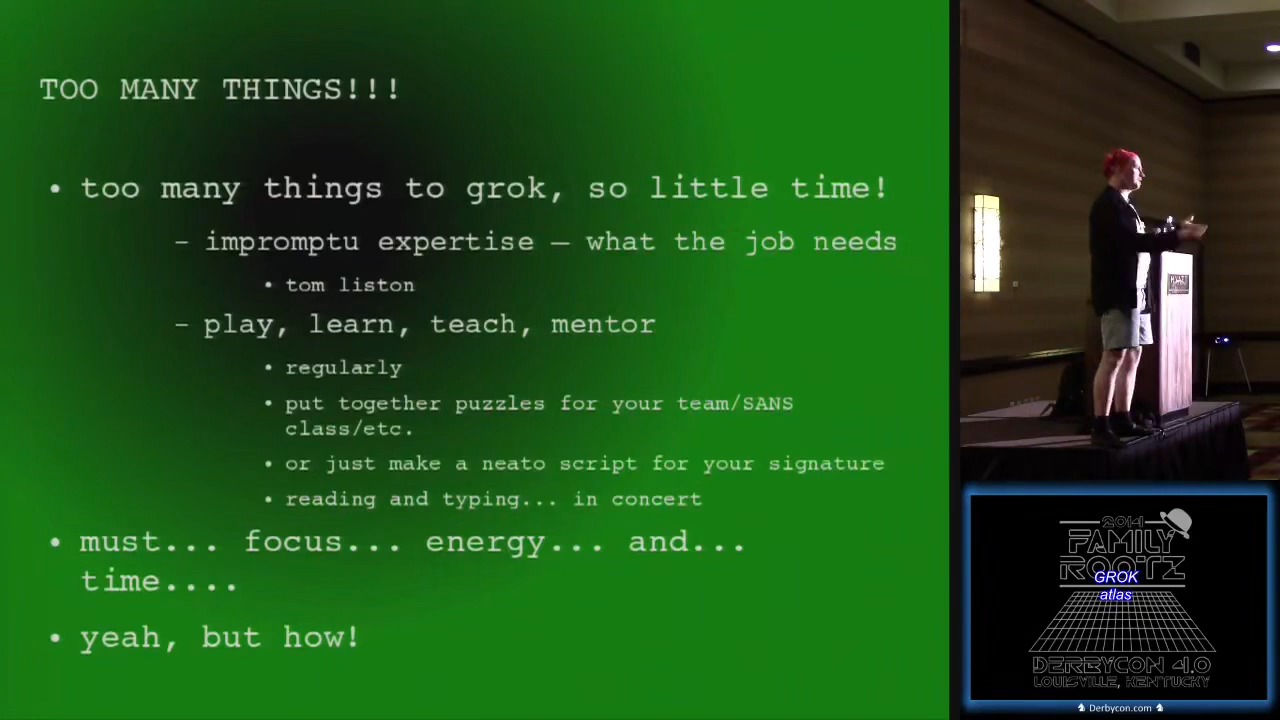 TOO MANY THINGS!!!
• too many things to grok, so little time!
– impromptu expertise – what the job needs
• tom liston
– play, learn, teach, mentor
• regularly
• put together puzzles for your team/SANS
class/etc.
• or just make a neato script for your signature
• reading and typing... in concert
• must... focus... energy... and...
time....
• yeah, but how!
HYATT
2014
FAMILY
ROOTZ
GROK
atlas
DERBYCON 4.0
LOUISVILLE, KENTUCKY
Derbycon.com